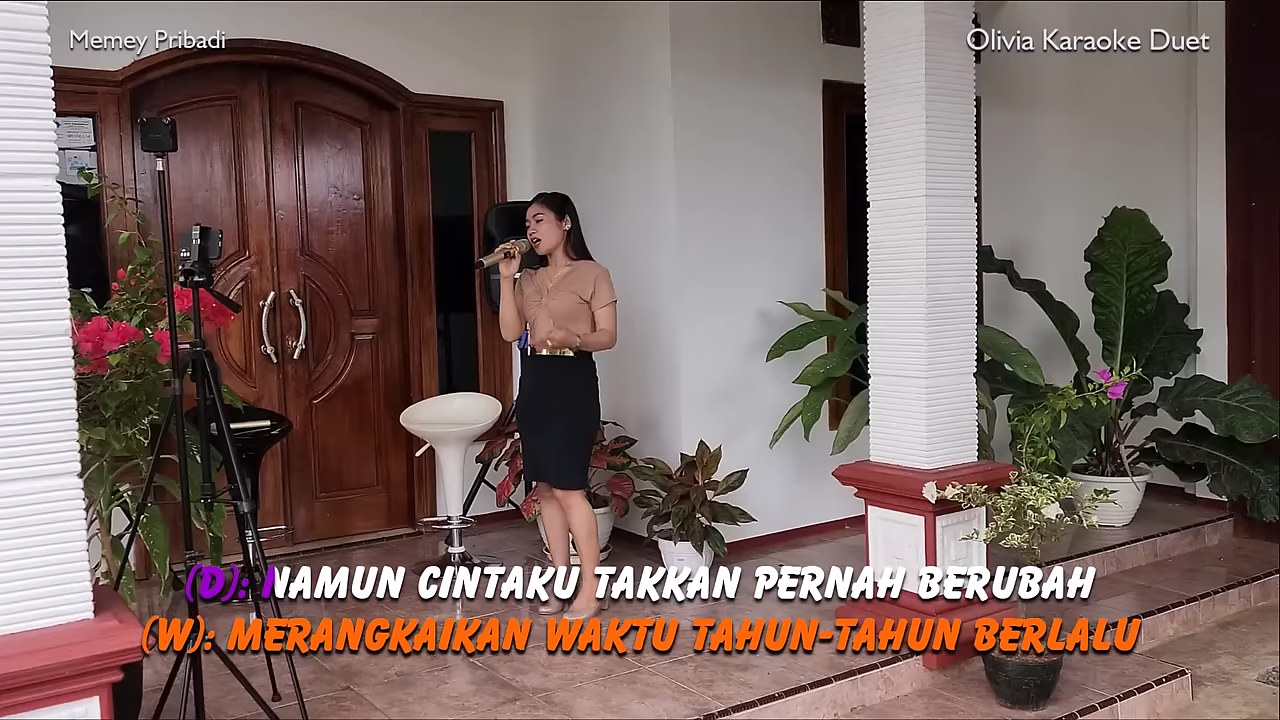 Memey Pribadi
Olivia Karaoke Duet
(D): NAMUN CINTAKU TAKKAN PERNAH BERUBAH
(W): MERANGKAIKAN WAKTU TAHUN-TAHUN BERLALU